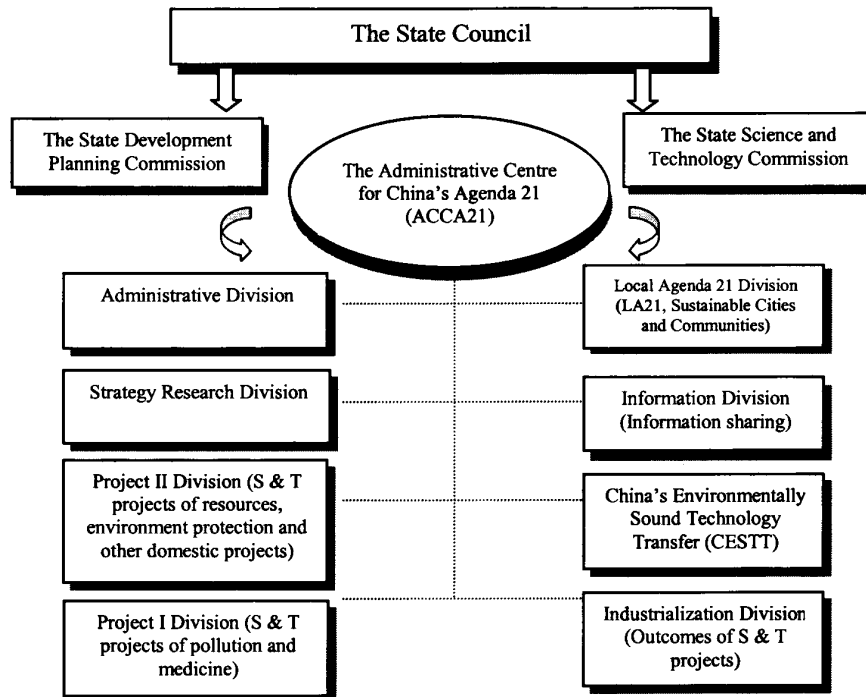 The State Council
The State Development
Planning Commission
The Administrative Centre
for China's Agenda 21
(ACCA21)
The State Science and
Technology Commission
Administrative Division
Local Agenda 21 Division
(LA21, Sustainable Cities
and Communities)
Strategy Research Division
Information Division
(Information sharing)
Project II Division (S & T
projects of resources,
environment protection and
other domestic projects)
China's Environmentally
Sound Technology
Transfer (CESTT)
Project I Division (S & T
projects of pollution and
medicine)
Industrialization Division
(Outcomes of S & T
projects)